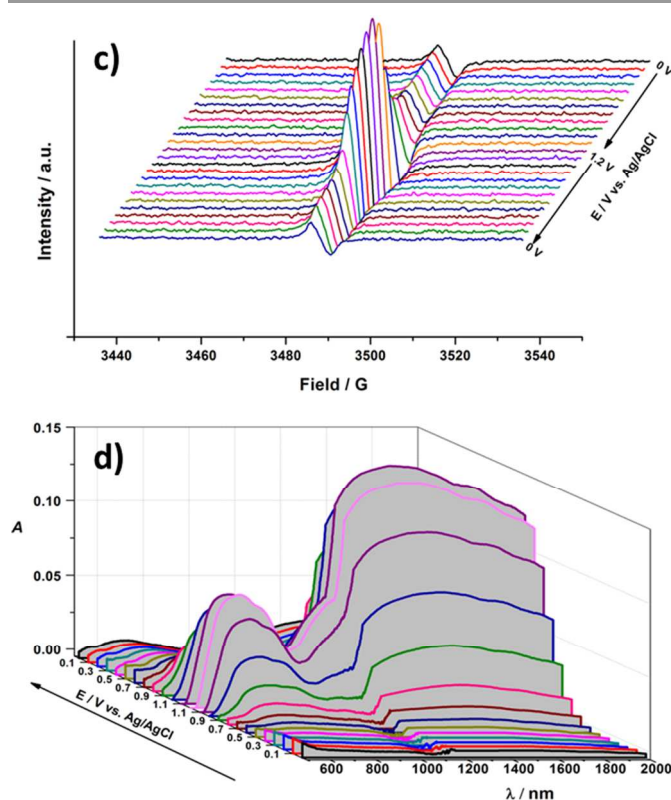 c)
Intensity / a.u.
0 V
1.2 V
0 V
E / V vs. Ag/AgCl
3440 3460 3480 3500 3520 3540
Field / G
d)
0.15
0.10
A
0.05
0.00
0.1 0.3 0.5 0.7 0.9 1.1 1.1 0.9 0.7 0.5 0.3 0.1
E / V vs. Ag/AgCl
600 800 1000 1200 1400 1600 1800 2000
λ / nm